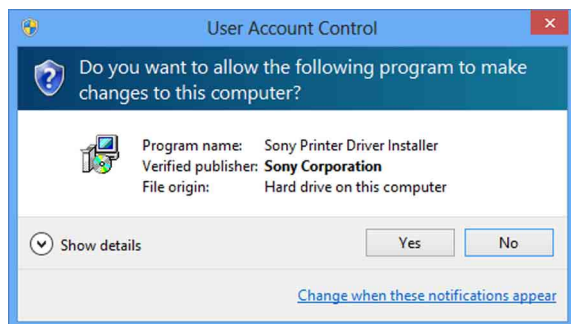 User Account Control
Do you want to allow the following program to make
changes to this computer?
Program name: Sony Printer Driver Installer
Verified publisher: Sony Corporation
File origin: Hard drive on this computer
Show details
Yes No
Change when these notifications appear